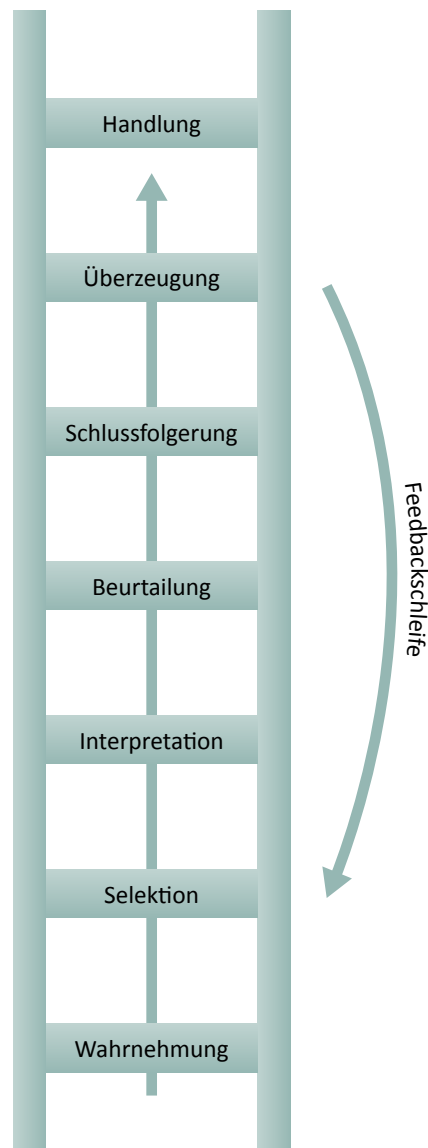 Handlung
Überzeugung
Schlussfolgerung
Beurtailung
Interpretation
Selektion
Wahrnehmung
Feedbackschleife